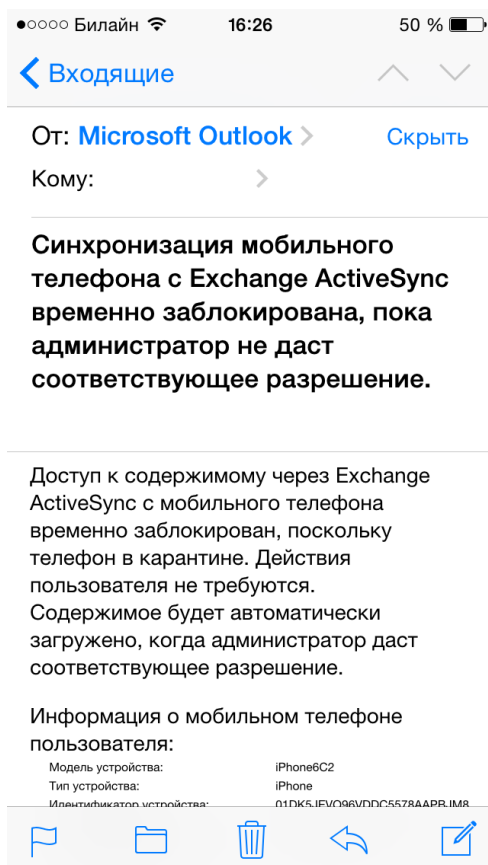 Билайн 16:26 50 %
Входящие
От: Microsoft Outlook Скрыть
Кому:
Синхронизация мобильного
телефона с Exchange ActiveSync
временно заблокирована, пока
администратор не даст
соответствующее разрешение.
Доступ к содержимому через Exchange
ActiveSync с мобильного телефона
временно заблокирован, поскольку
телефон в карантине. Действия
пользователя не требуются.
Содержимое будет автоматически
загружено, когда администратор даст
соответствующее разрешение.
Информация о мобильном телефоне
пользователя:
Модель устройства: iPhone6C2
Тип устройства: iPhone
Идентификатор устройства: